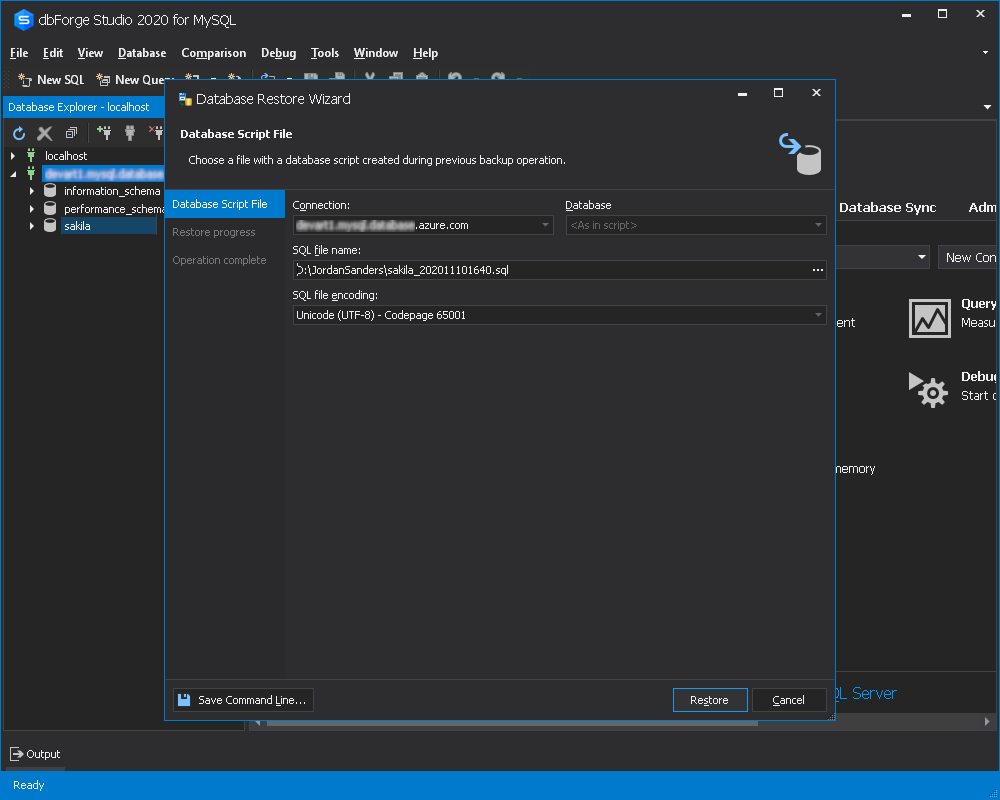 dbForge Studio 2020 for MySQL
File Edit View Database Comparison Debug Tools Window Help
New SQL New Que
Database Explorer - localhost
localhost
information_schema
performance_schema
sakila
Database Restore Wizard
Database Script File
Choose a file with a database script created during previous backup operation.
Database Script File
Restore progress
Operation complete
Connection:
.azure.com
Database
<As in script>
SQL file name:
:\JordanSanders\sakila_202011101640.sql
SQL file encoding:
Unicode (UTF-8) - Codepage 65001
Save Command Line...
Restore
Cancel
Database Sync Adm
New Con
Query
Measu
ent
Debug
Start
memory
QL Server
Output
Ready